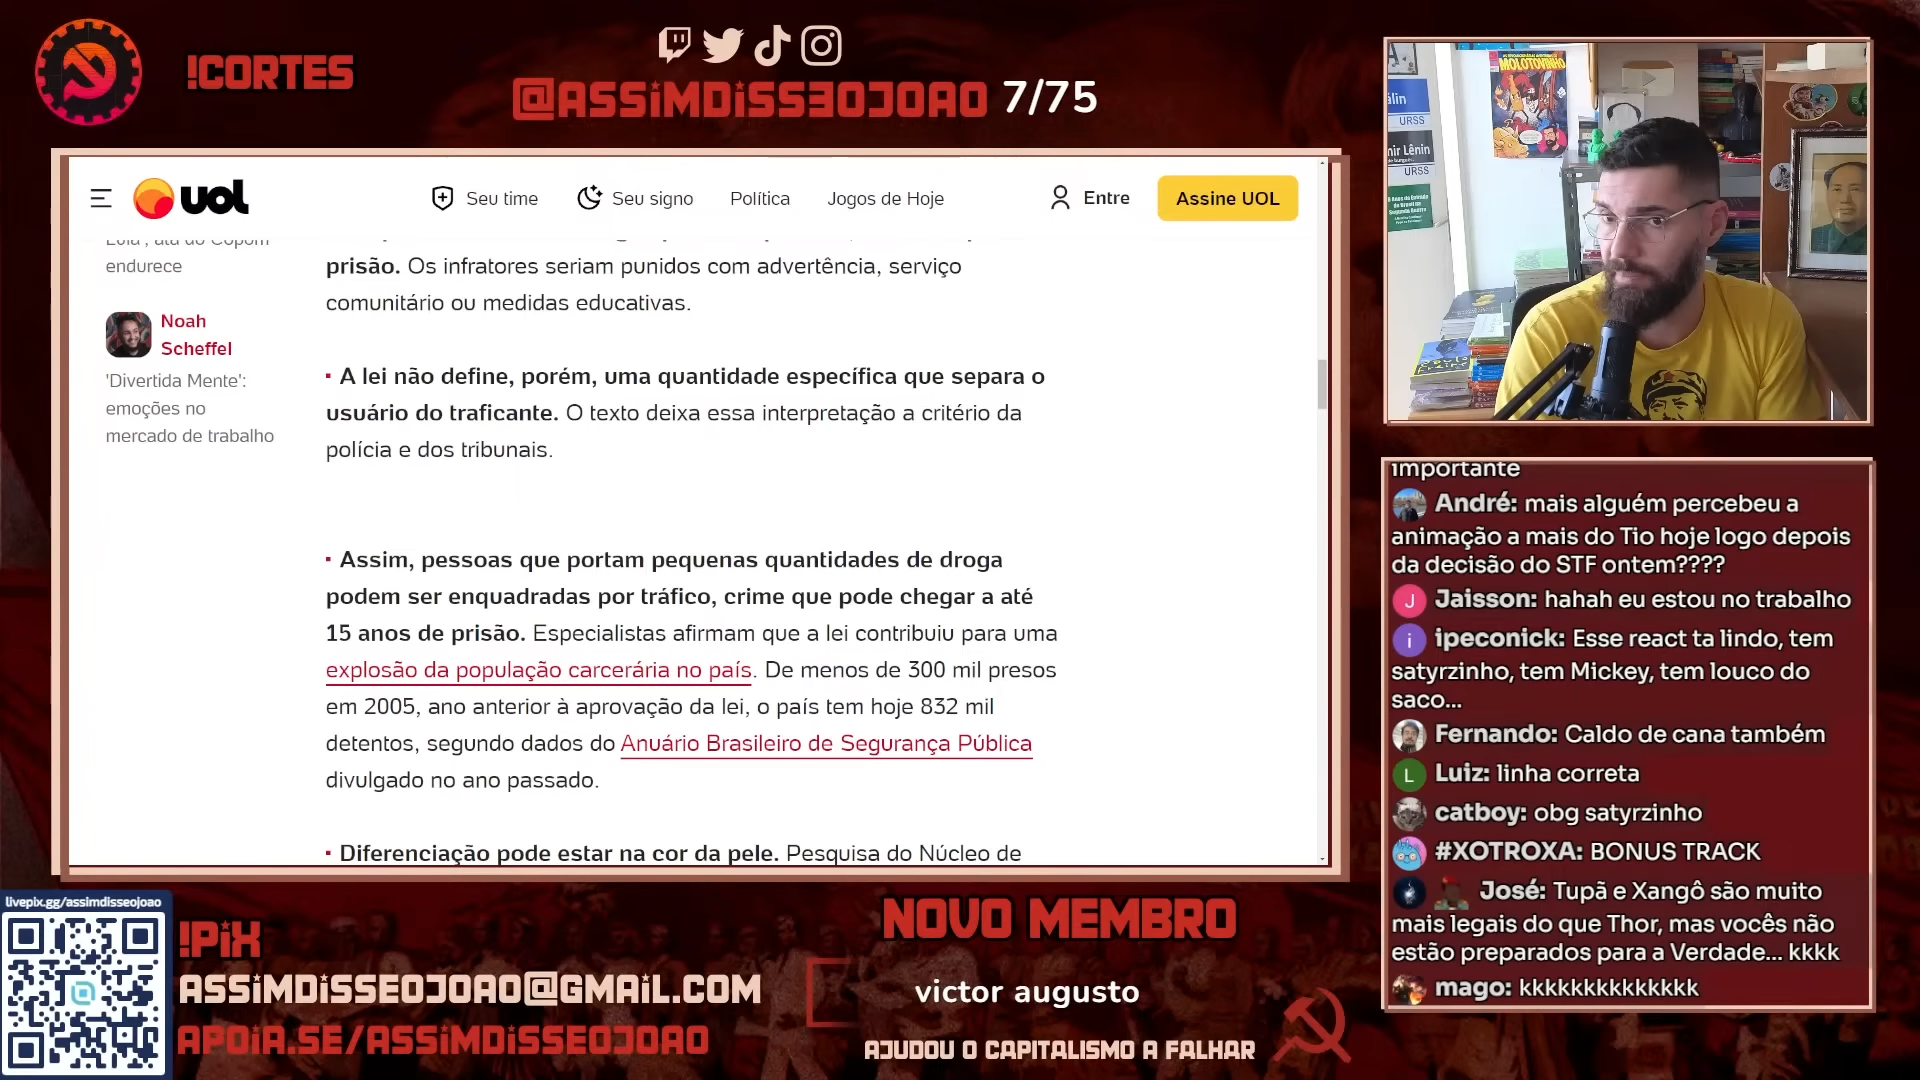 !CORTES
@ASSIMDISSEOJOAO 7/75
uol
Seu time
Seu signo
Política
Jogos de Hoje
Entre
Assine UOL
endurece
Noah
Scheffel
'Divertida Mente':
emoções no
mercado de trabalho
prisão. Os infratores seriam punidos com advertência, serviço
comunitário ou medidas educativas.
▪ A lei não define, porém, uma quantidade específica que separa o
usuário do traficante. O texto deixa essa interpretação a critério da
polícia e dos tribunais.
▪ Assim, pessoas que portam pequenas quantidades de droga
podem ser enquadradas por tráfico, crime que pode chegar a até
15 anos de prisão. Especialistas afirmam que a lei contribuiu para uma
explosão da população carcerária no país. De menos de 300 mil presos
em 2005, ano anterior à aprovação da lei, o país tem hoje 832 mil
detentos, segundo dados do Anuário Brasileiro de Segurança Pública
divulgado no ano passado.
▪ Diferenciação pode estar na cor da pele. Pesquisa do Núcleo de
MOLOTOVINHO
álin
URSS
mir Lênin
URSS
importante
André: mais alguém percebeu a
animação a mais do Tio hoje logo depois
da decisão do STF ontem????
J
Jaisson: hahah eu estou no trabalho
i
ipeconick: Esse react ta lindo, tem
satyrzinho, tem Mickey, tem louco do
saco...
Fernando: Caldo de cana também
L
Luiz: linha correta
catboy: obg satyrzinho
#XOTROXA: BONUS TRACK
José: Tupã e Xangô são muito
mais legais do que Thor, mas vocês não
estão preparados para a Verdade... kkkk
mago: kkkkkkkkkkkkkk
livepix.gg/assimdisseojoao
!PIX
ASSIMDISSEOJOAO@GMAIL.COM
APOIA.SE/ASSIMDISSEOJOAO
NOVO MEMBRO
victor augusto
AJUDOU O CAPITALISMO A FALHAR